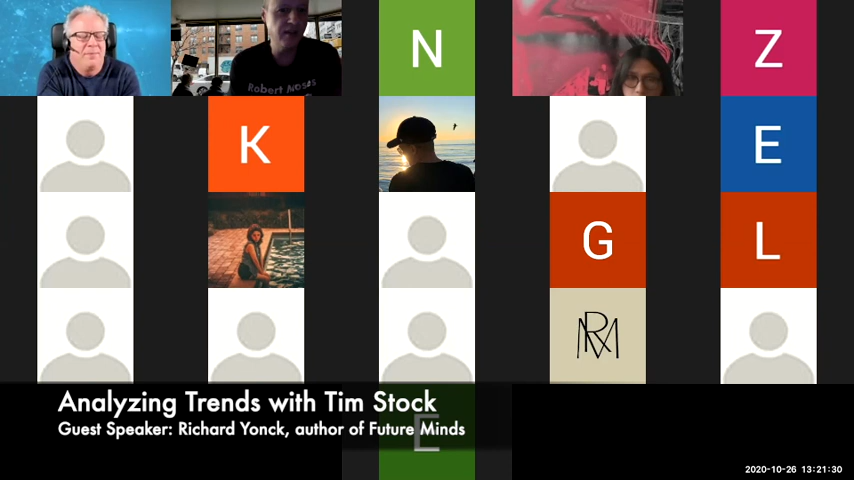 N
Z
Robert
K
E
G
L
RM
Analyzing Trends with Tim Stock
Guest Speaker: Richard Yonck, author of Future Minds
E
2020-10-26 13:21:30